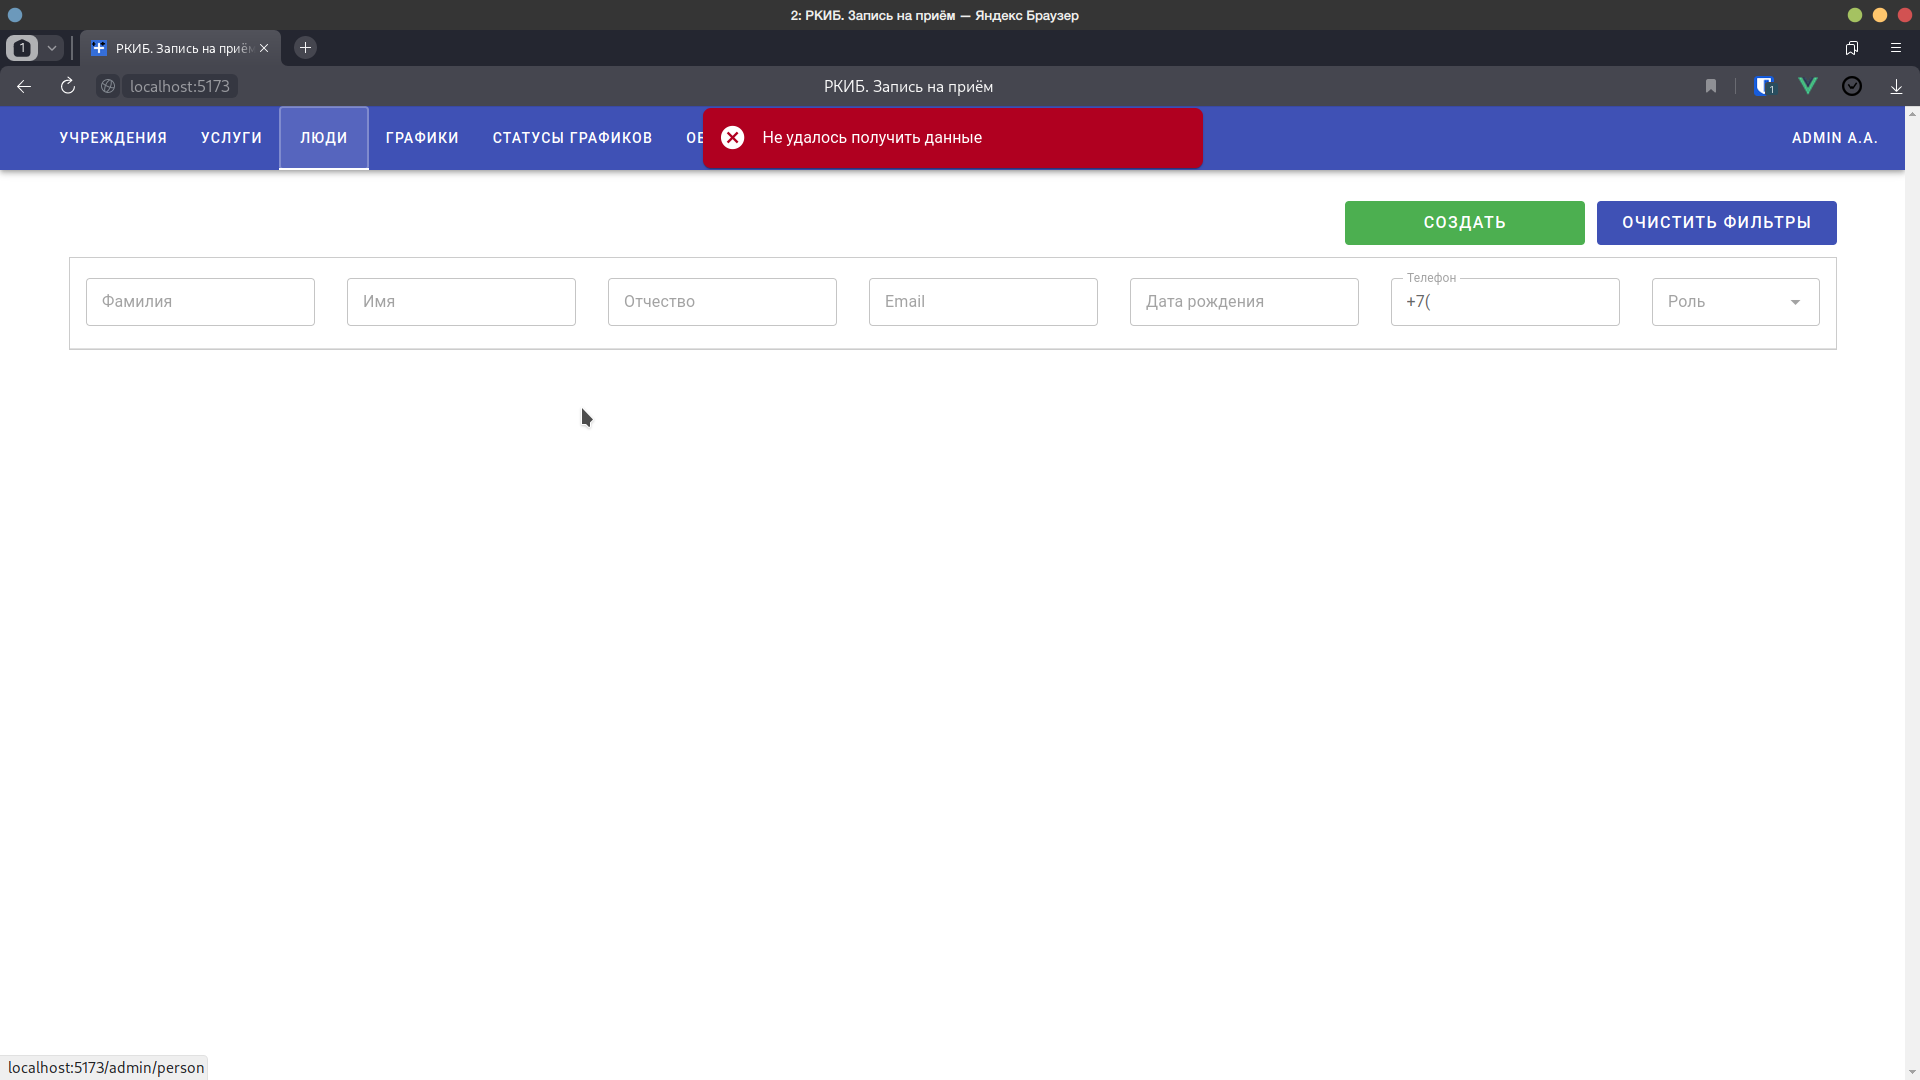 2: РКИБ. Запись на приём — Яндекс Браузер
1
РКИБ. Запись на приём
localhost:5173
РКИБ. Запись на приём
1
УЧРЕЖДЕНИЯ
УСЛУГИ
ЛЮДИ
ГРАФИКИ
СТАТУСЫ ГРАФИКОВ
Не удалось получить данные
ADMIN A.A.
СОЗДАТЬ
ОЧИСТИТЬ ФИЛЬТРЫ
Фамилия
Имя
Отчество
Email
Дата рождения
Телефон
+7(
Роль
localhost:5173/admin/person